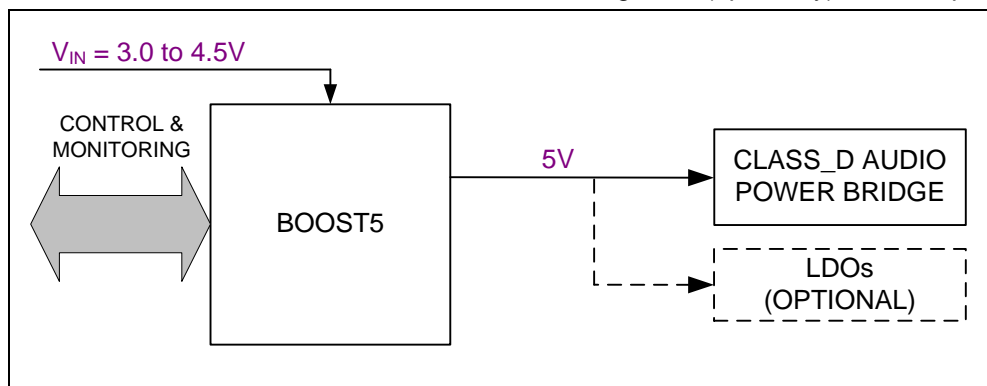 V_IN = 3.0 to 4.5V
CONTROL &
MONITORING
BOOST5
5V
CLASS_D AUDIO
POWER BRIDGE
LDOs
(OPTIONAL)